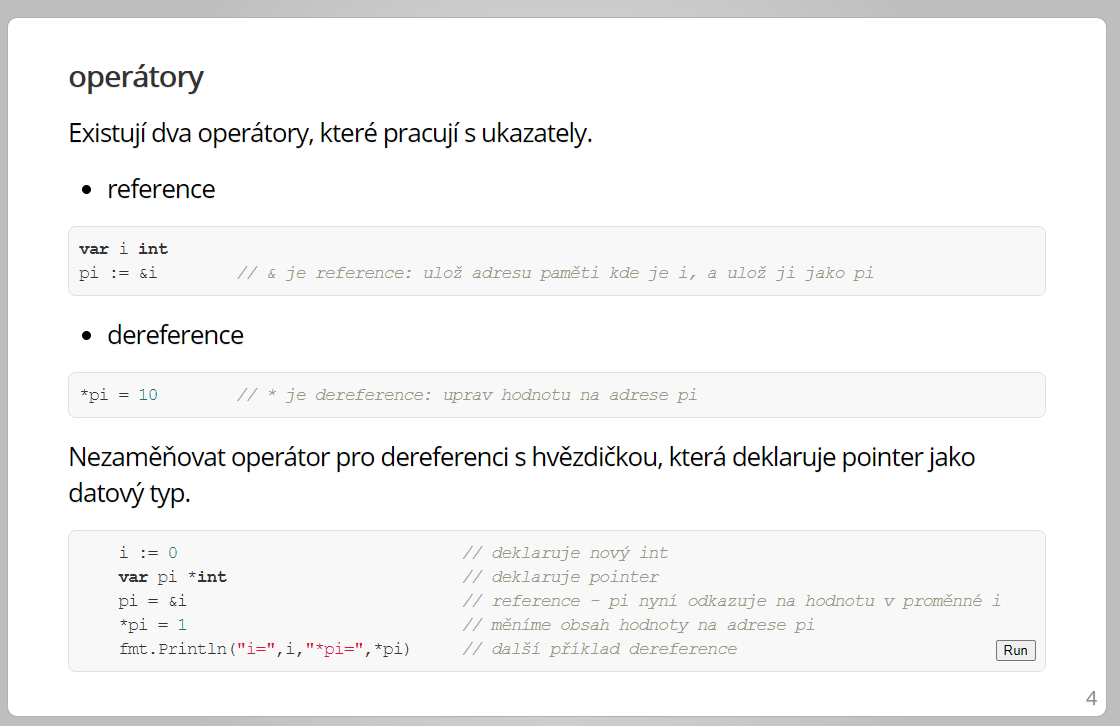 operátory
Existují dva operátory, které pracují s ukazately.
• reference
var i int
pi := &i        // & je reference: ulož adresu paměti kde je i, a ulož ji jako pi
• dereference
*pi = 10        // * je dereference: uprav hodnotu na adrese pi
Nezaměňovat operátor pro dereferenci s hvězdičkou, která deklaruje pointer jako
datový typ.
i := 0                             // deklaruje nový int
var pi *int                        // deklaruje pointer
pi = &i                            // reference - pi nyní odkazuje na hodnotu v proměnné i
*pi = 1                            // měníme obsah hodnoty na adrese pi
fmt.Println("i=",i,"*pi=",*pi)     // další příklad dereference
Run
4